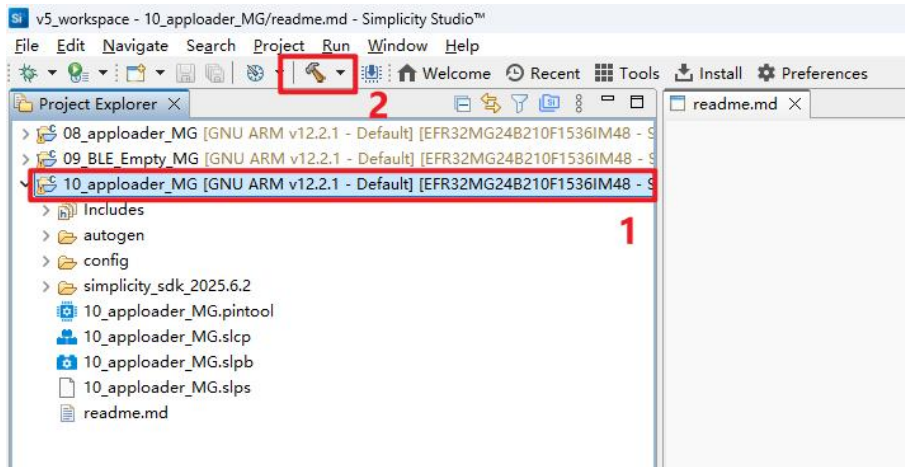 Si v5_workspace - 10_apploader_MG/readme.md - Simplicity Studio™
File Edit Navigate Search Project Run Window Help
Welcome Recent Tools Install Preferences
Project Explorer readme.md
2
08_apploader_MG [GNU ARM v12.2.1 - Default] [EFR32MG24B210F1536IM48 - S
09_BLE_Empty_MG [GNU ARM v12.2.1 - Default] [EFR32MG24B210F1536IM48 - S
10_apploader_MG [GNU ARM v12.2.1 - Default] [EFR32MG24B210F1536IM48 - S
1
Includes
autogen
config
simplicity_sdk_2025.6.2
10_apploader_MG.pintool
10_apploader_MG.slcp
10_apploader_MG.slpb
10_apploader_MG.slps
readme.md